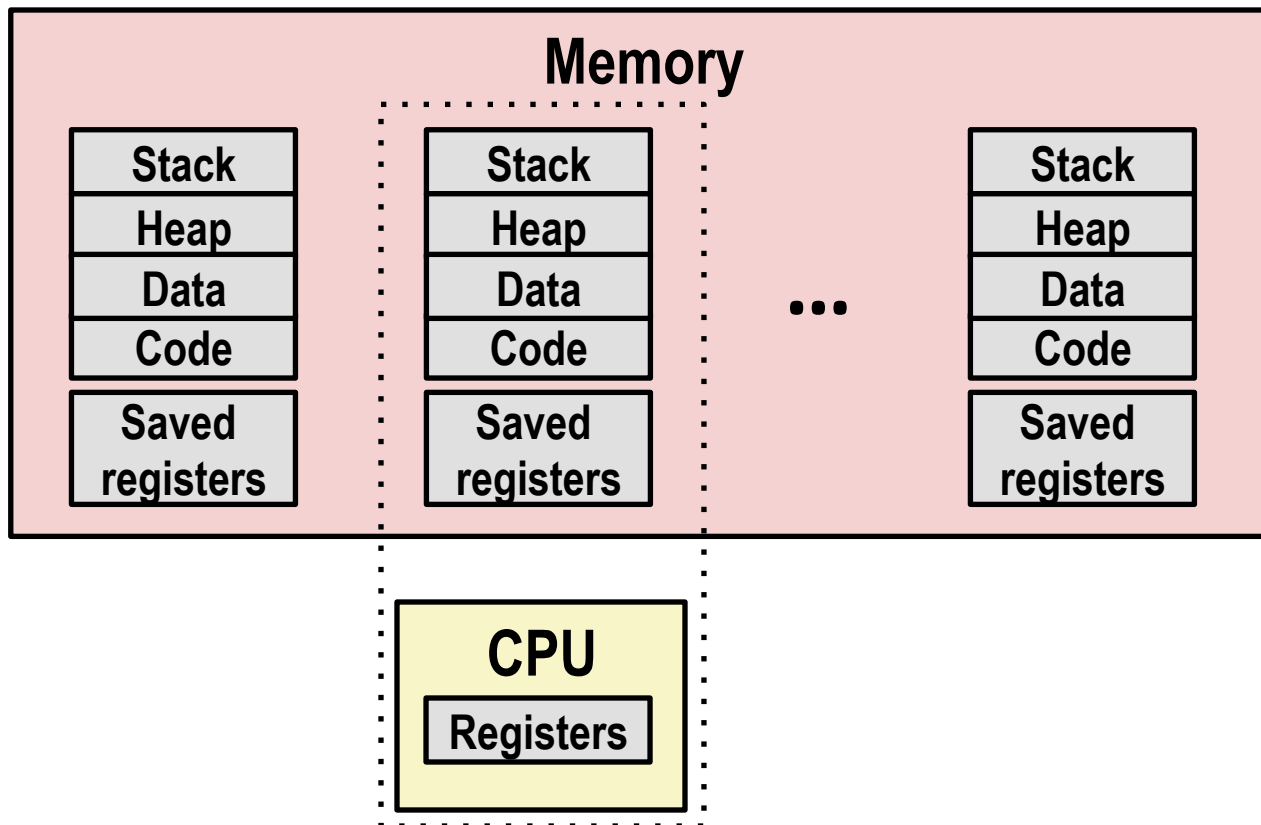 Memory
Stack
Heap
Data
Code
Saved
registers
Stack
Heap
Data
Code
Saved
registers
...
Stack
Heap
Data
Code
Saved
registers
CPU
Registers